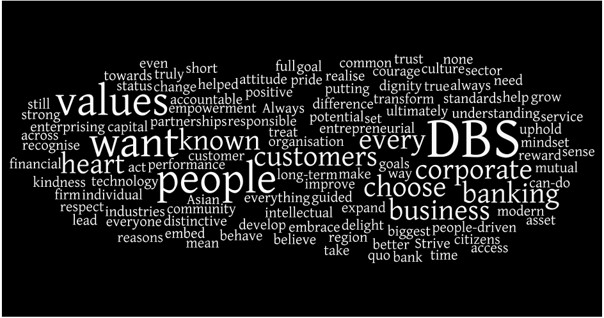 even short full goal common trust none
towards truly attitude pride realise courage culture sector
status change helped positive putting dignity true always need
still values accountable empowerment Always difference transform standards help grow
strong partnerships responsible potential set ultimately understanding service
across enterprising capital want known treat entrepreneurial every DBS uphold
recognise customer organisation customers mindset
financial heart act performance goals corporate reward sense
kindness technology people long-term make way choose banking mutual
firm individual Asian everything guided improve can-do
respect industries community intellectual expand business modern
lead everyone distinctive develop embrace delight biggest people-driven asset
reasons embed behave believe region better Strive citizens
mean take quo bank time access